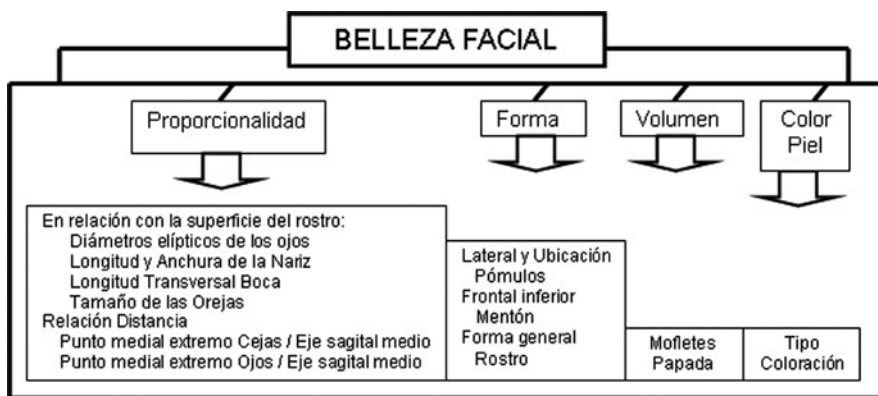 BELLEZA FACIAL
Proporcionalidad
En relación con la superficie del rostro:
Diámetros elípticos de los ojos
Longitud y Anchura de la Nariz
Longitud Transversal Boca
Tamaño de las Orejas
Relación Distancia
Punto medial extremo Cejas / Eje sagital medio
Punto medial extremo Ojos / Eje sagital medio
Forma
Lateral y Ubicación
Pómulos
Frontal inferior
Mentón
Forma general
Rostro
Volumen
Mofletes
Papada
Color
Piel
Tipo
Coloración